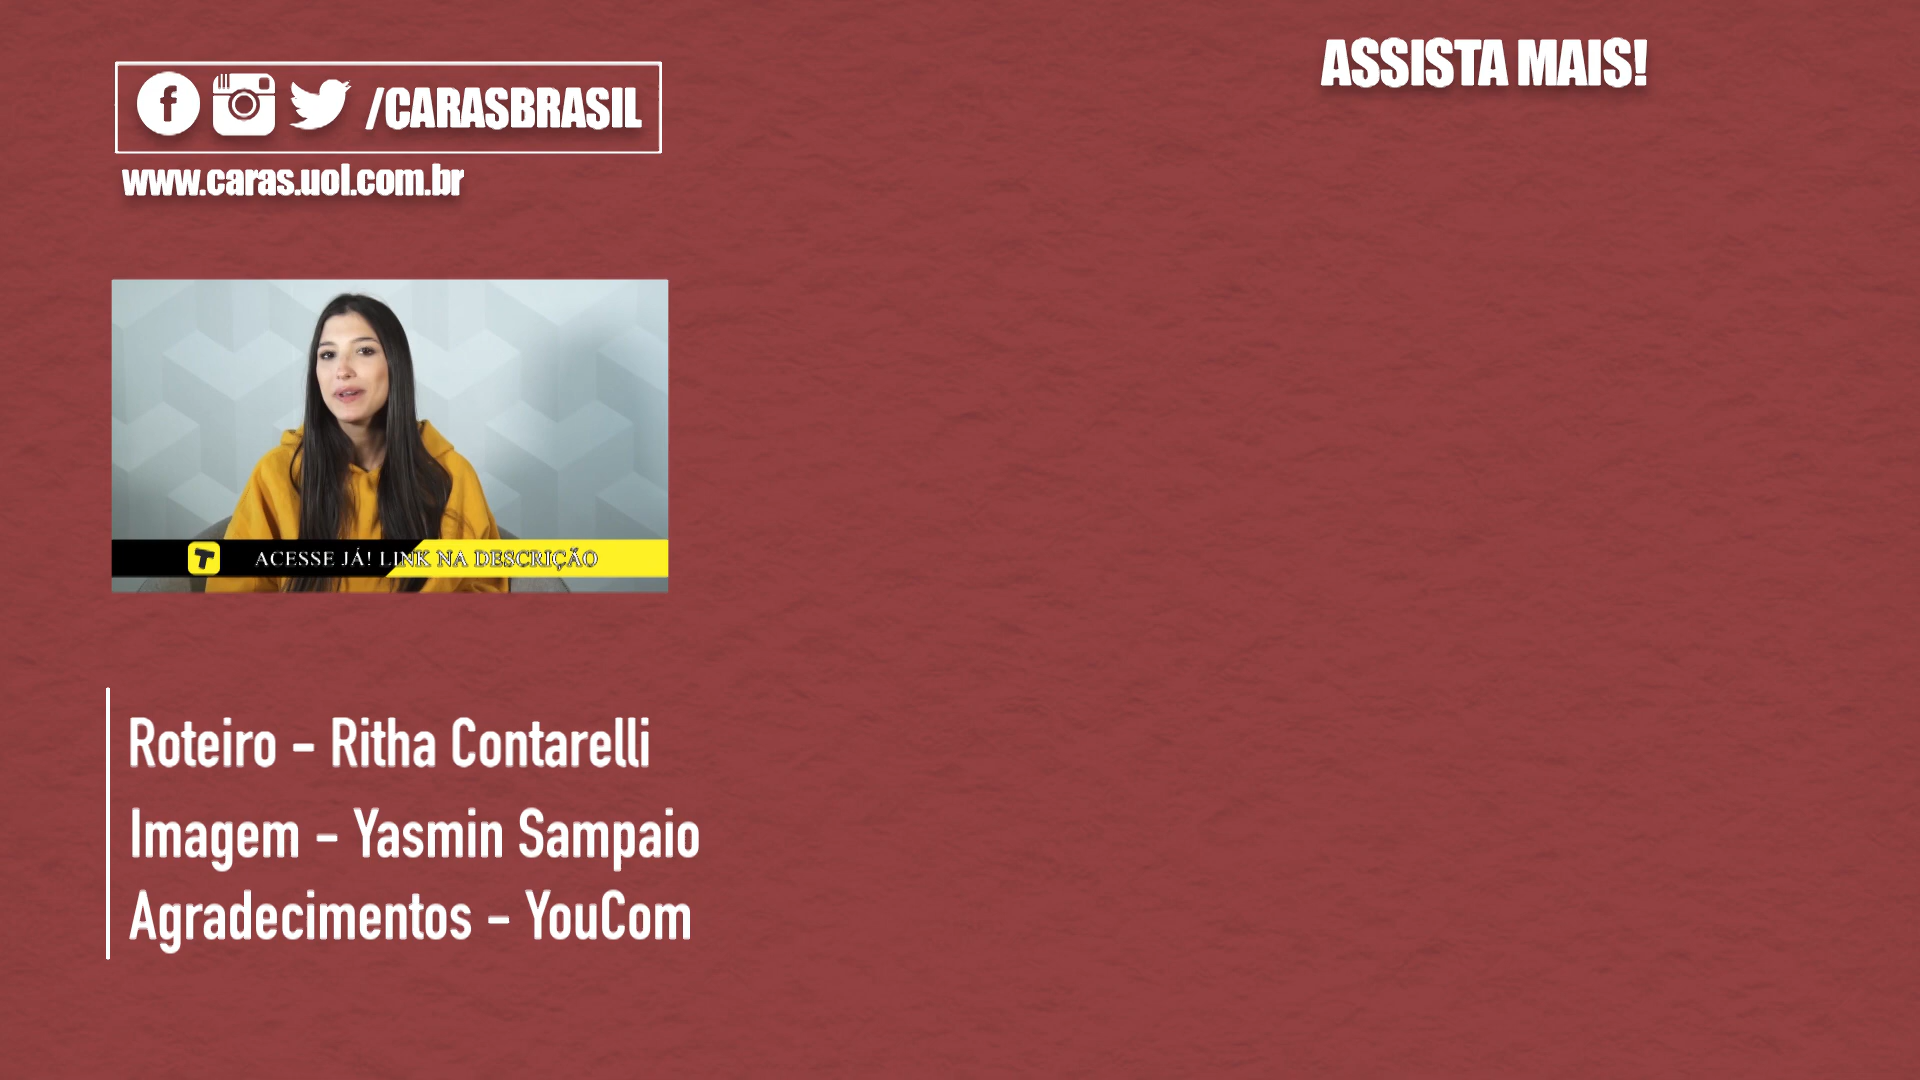 /CARASBRASIL
www.caras.uol.com.br
ASSISTA MAIS!
ACESSE JÁ! LINK NA DESCRIÇÃO
Roteiro - Ritha Contarelli
Imagem - Yasmin Sampaio
Agradecimentos - YouCom